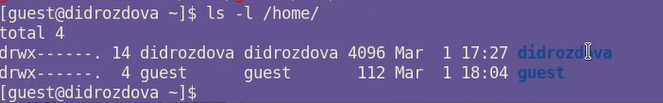 [guest@didrozdova ~]$ ls -l /home/
total 4
drwx------. 14 didrozdova didrozdova 4096 Mar  1 17:27 didrozdova
drwx------.  4 guest      guest       112 Mar  1 18:04 guest
[guest@didrozdova ~]$